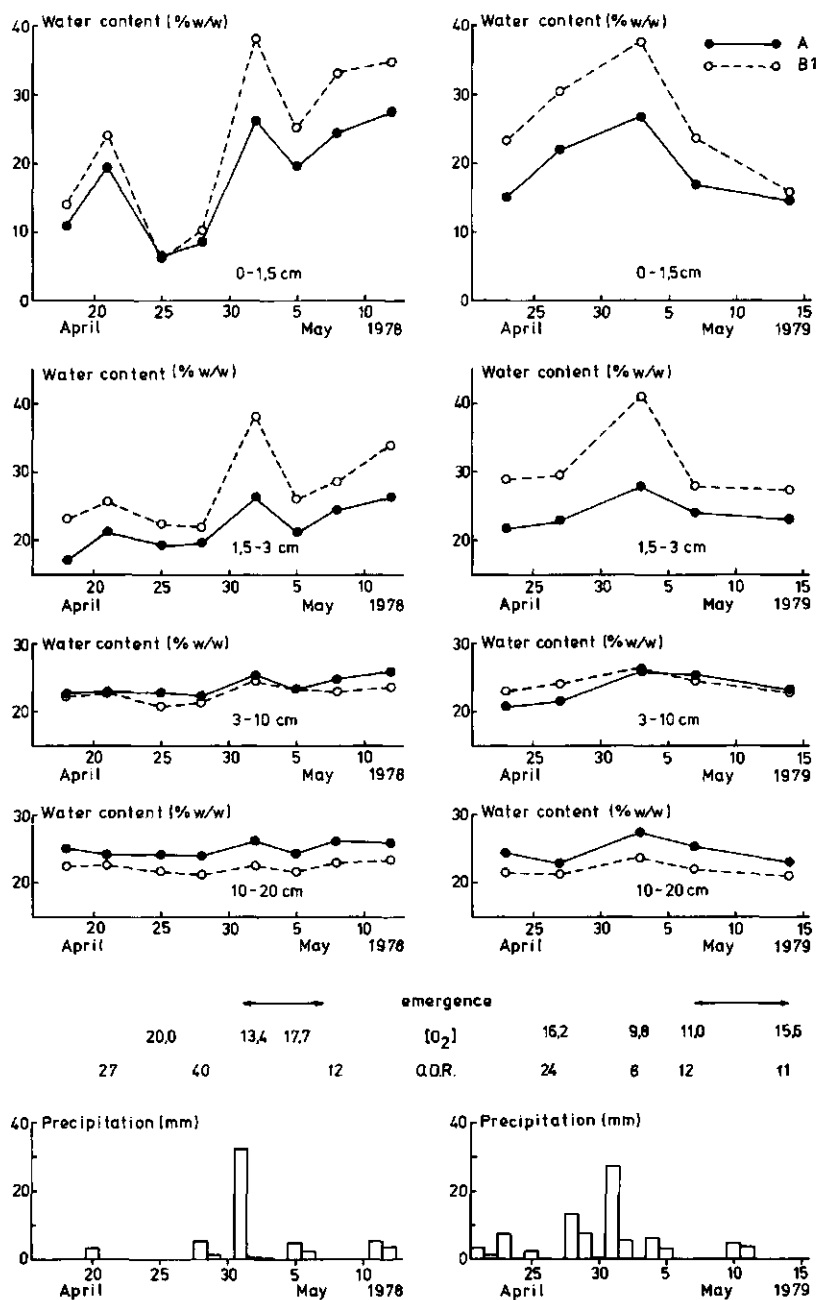 Water content (% w/w) Water content (% w/w)
40 40 A
B1
30 30
20 20
10 10
0-1,5 cm 0-1,5 cm
0 0
20 25 30 5 10 25 30 5 10 15
April May 1978 April May 1979
Water content (% w/w) Water content (% w/w)
40 40
30 30
20 20
1,5-3 cm 1,5-3 cm
20 25 30 5 10 25 30 5 10 15
April May 1978 April May 1979
Water content (% w/w) Water content (% w/w)
30 30
20 20
3-10 cm 3-10 cm
20 25 30 5 10 25 30 5 10 15
April May 1978 April May 1979
Water content (% w/w) Water content (% w/w)
30 30
20 20
10-20 cm 10-20 cm
20 25 30 5 10 25 30 5 10 15
April May 1978 April May 1979
emergence
20,0 13,4 17,7 [O2] 16,2 9,8 11,0 15,6
27 40 12 O.D.R. 24 6 12 11
Precipitation (mm) Precipitation (mm)
40 40
20 20
0 0
20 25 30 5 10 25 30 5 10 15
April May 1978 April May 1979